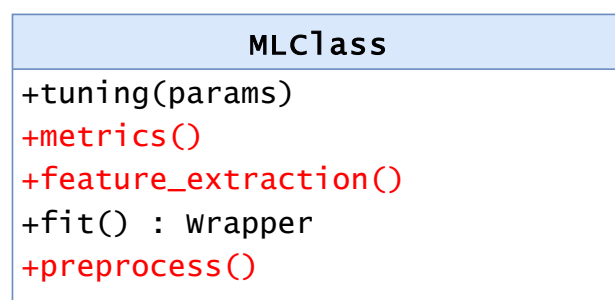 MLClass
+tuning(params)
+metrics()
+feature_extraction()
+fit() : Wrapper
+preprocess()